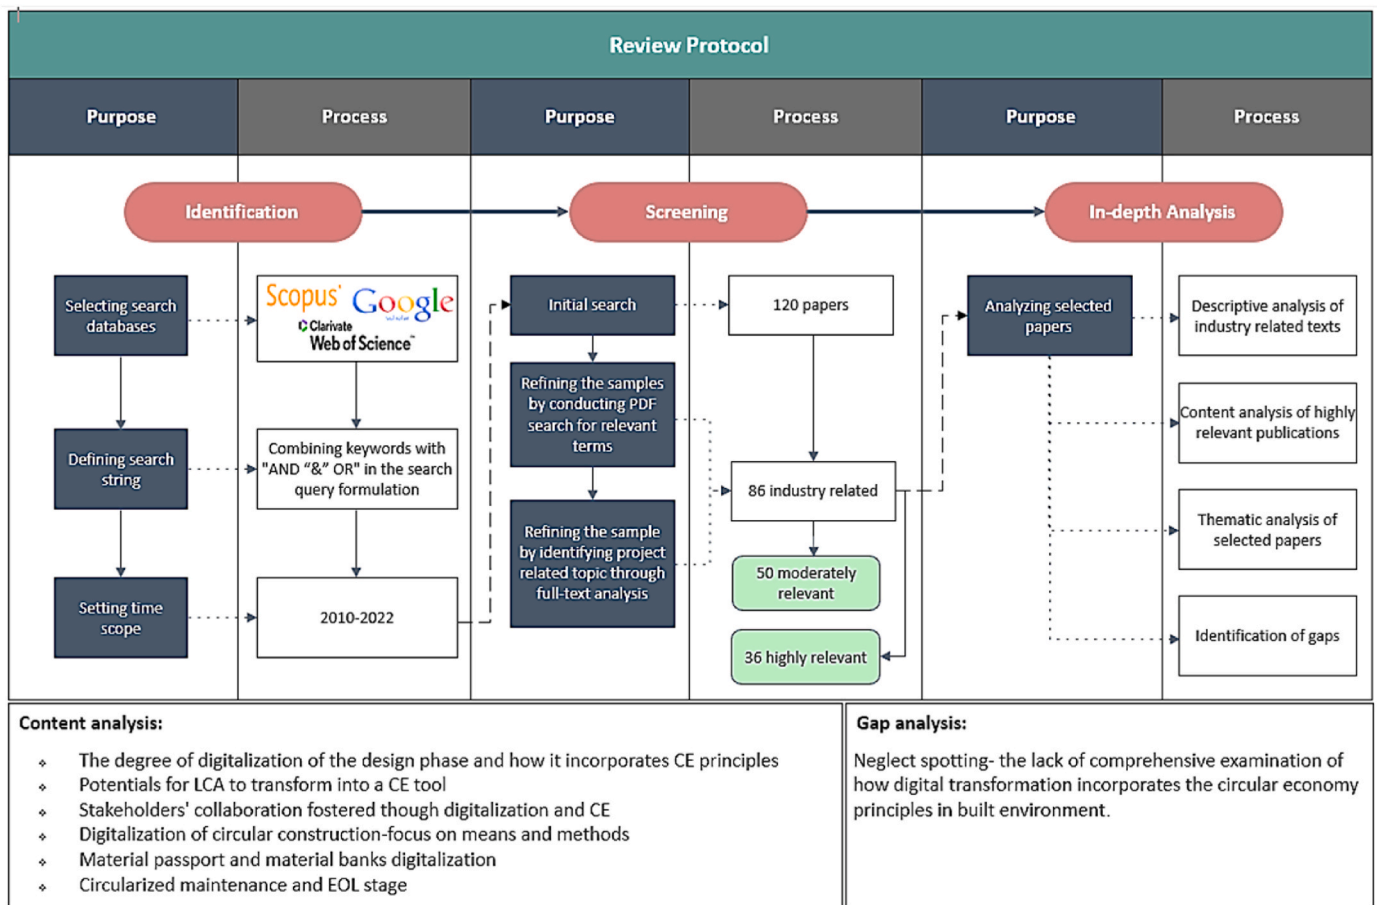 Review Protocol
Purpose
Process
Purpose
Process
Purpose
Process
Identification
Screening
In-depth Analysis
Selecting search
databases
Scopus'
Google
Clarivate
Web of Science™
Defining search
string
Combining keywords with
"AND “&” OR" in the search
query formulation
Setting time
scope
2010-2022
Initial search
120 papers
Refining the samples
by conducting PDF
search for relevant
terms
86 industry related
Refining the sample
by identifying project
related topic through
full-text analysis
50 moderately
relevant
36 highly relevant
Analyzing selected
papers
Descriptive analysis of
industry related texts
Content analysis of highly
relevant publications
Thematic analysis of
selected papers
Identification of gaps
Content analysis:
The degree of digitalization of the design phase and how it incorporates CE principles
Potentials for LCA to transform into a CE tool
Stakeholders' collaboration fostered though digitalization and CE
Digitalization of circular construction-focus on means and methods
Material passport and material banks digitalization
Circularized maintenance and EOL stage
Gap analysis:
Neglect spotting- the lack of comprehensive examination of
how digital transformation incorporates the circular economy
principles in built environment.